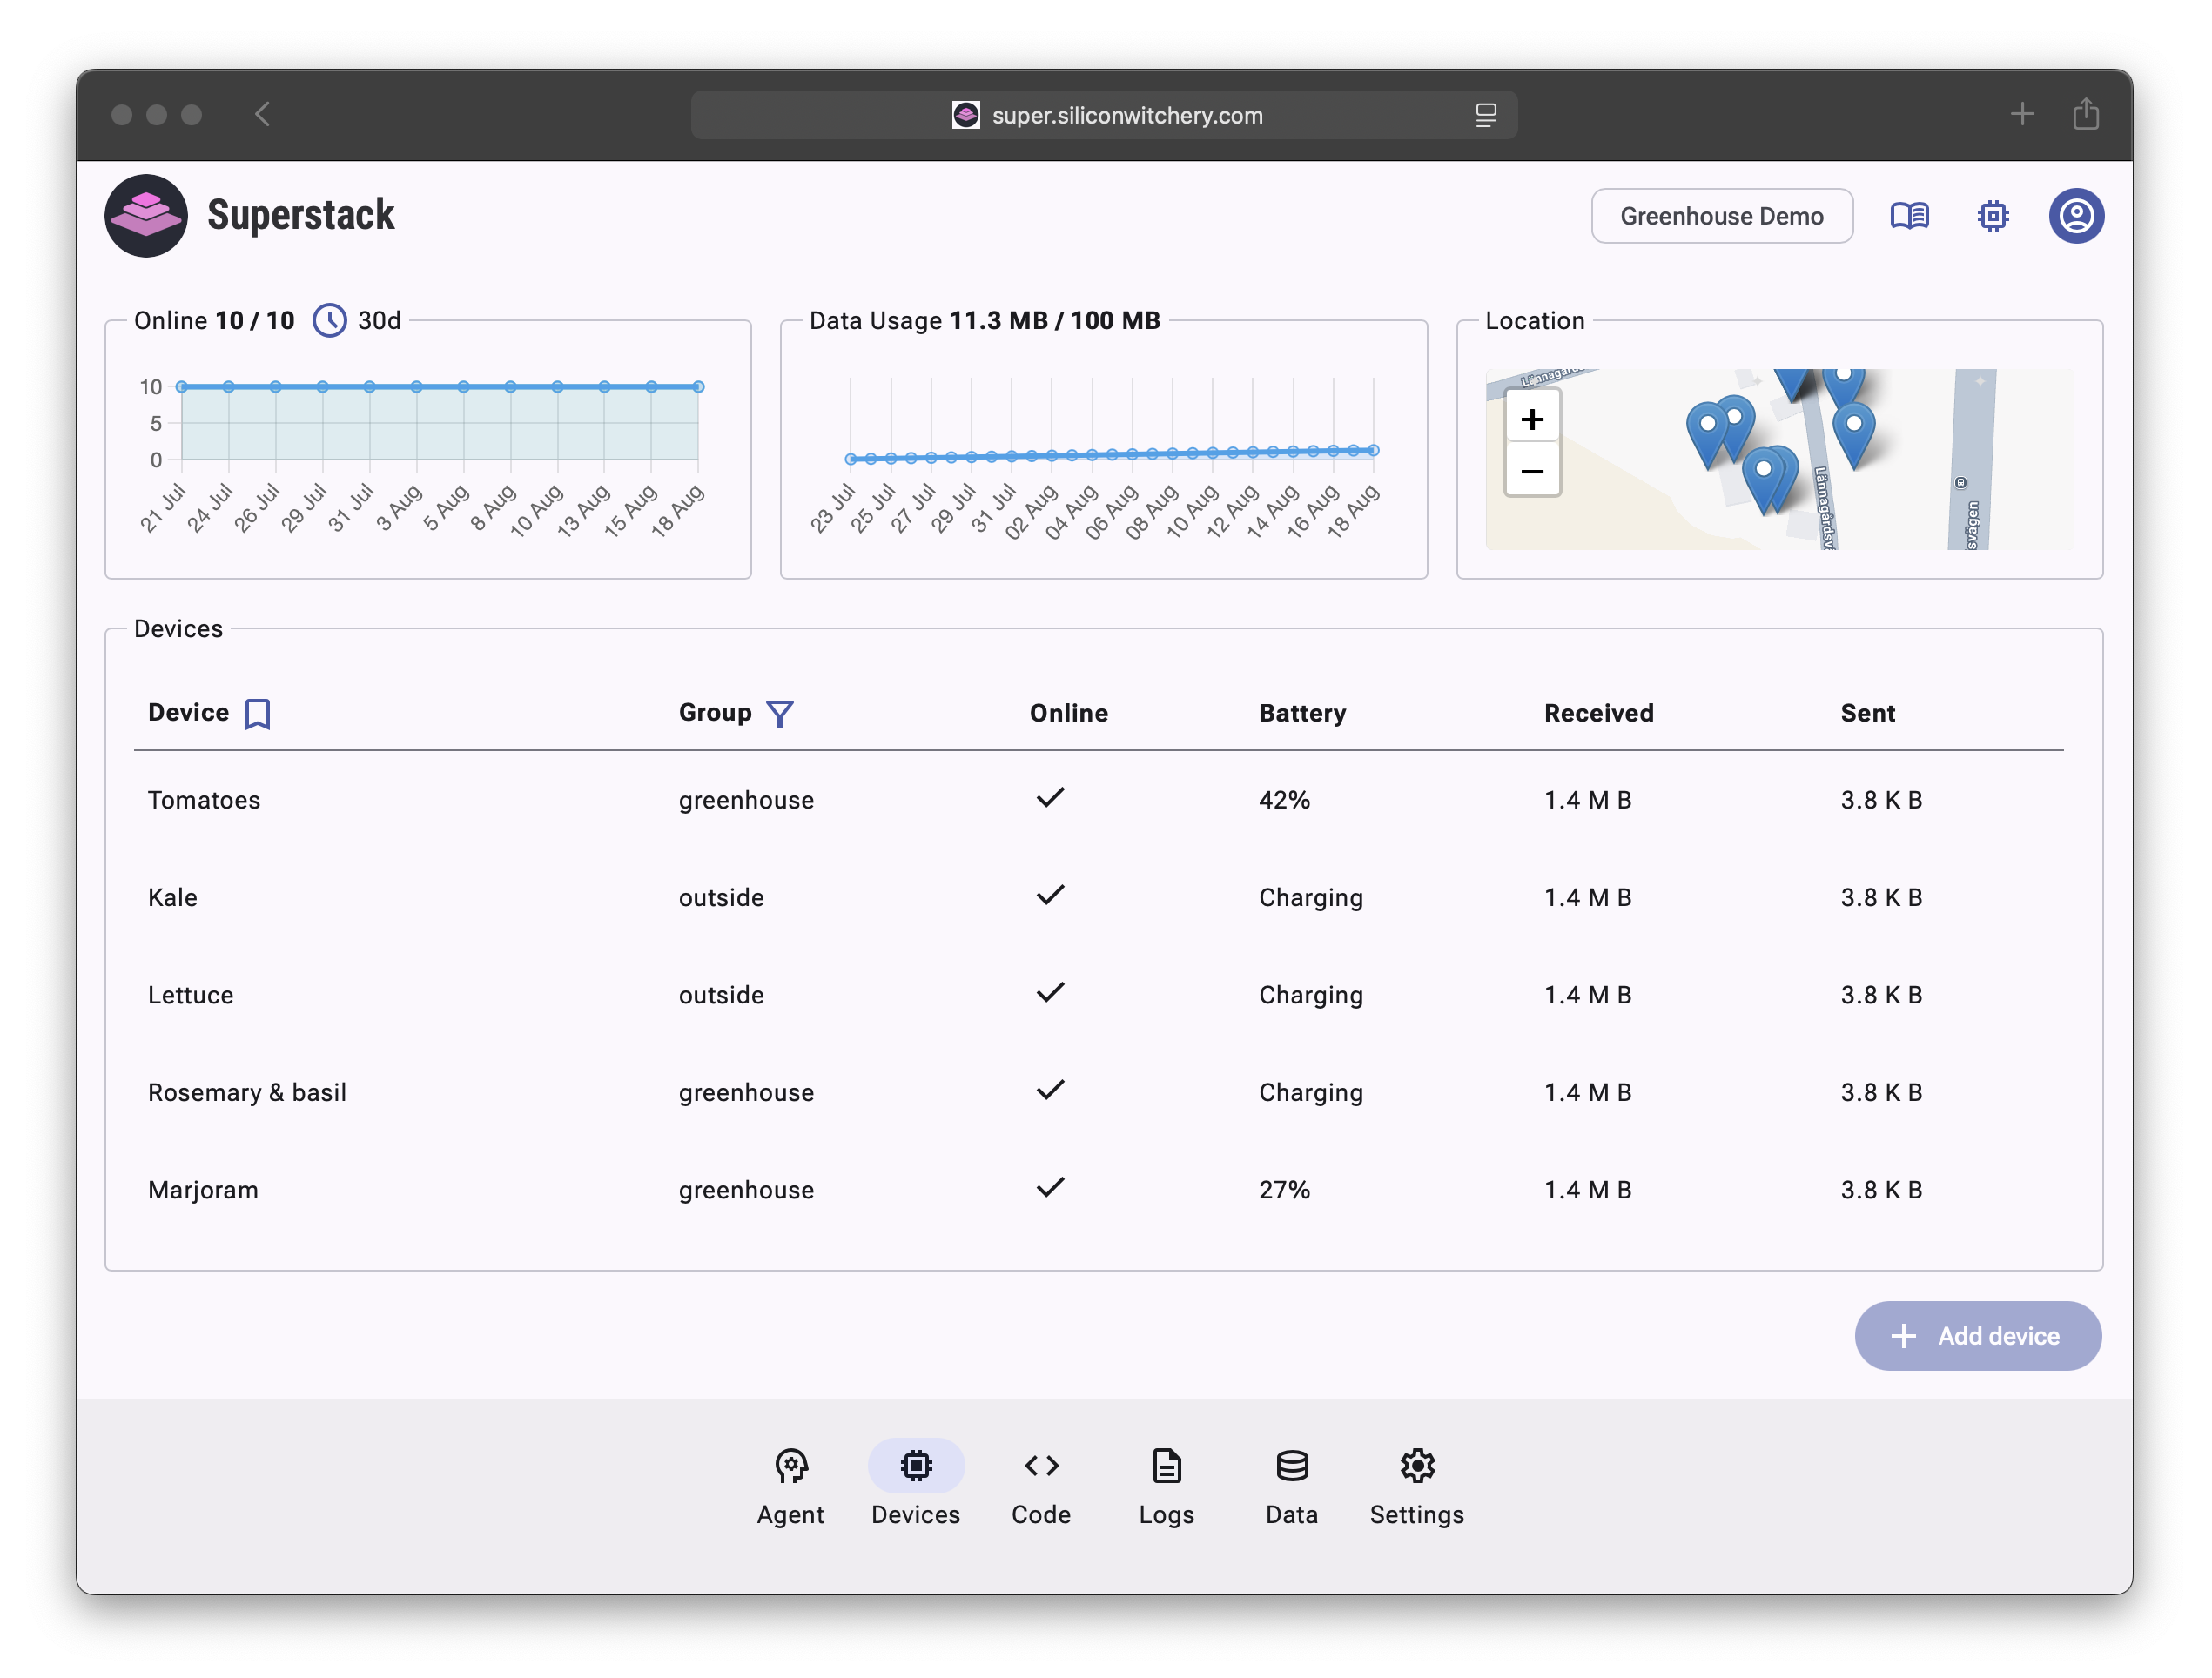 super.siliconwitchery.com
Superstack
Greenhouse Demo
Online 10 / 10 30d
10
5
0
21 Jul 24 Jul 26 Jul 29 Jul 31 Jul 3 Aug 5 Aug 8 Aug 10 Aug 13 Aug 15 Aug 18 Aug
Data Usage 11.3 MB / 100 MB
23 Jul 25 Jul 27 Jul 29 Jul 31 Jul 02 Aug 04 Aug 06 Aug 08 Aug 10 Aug 12 Aug 14 Aug 16 Aug 18 Aug
Location
+
−
Devices
Device Group Online Battery Received Sent
Tomatoes greenhouse 42% 1.4 M B 3.8 K B
Kale outside Charging 1.4 M B 3.8 K B
Lettuce outside Charging 1.4 M B 3.8 K B
Rosemary & basil greenhouse Charging 1.4 M B 3.8 K B
Marjoram greenhouse 27% 1.4 M B 3.8 K B
+ Add device
Agent Devices Code Logs Data Settings